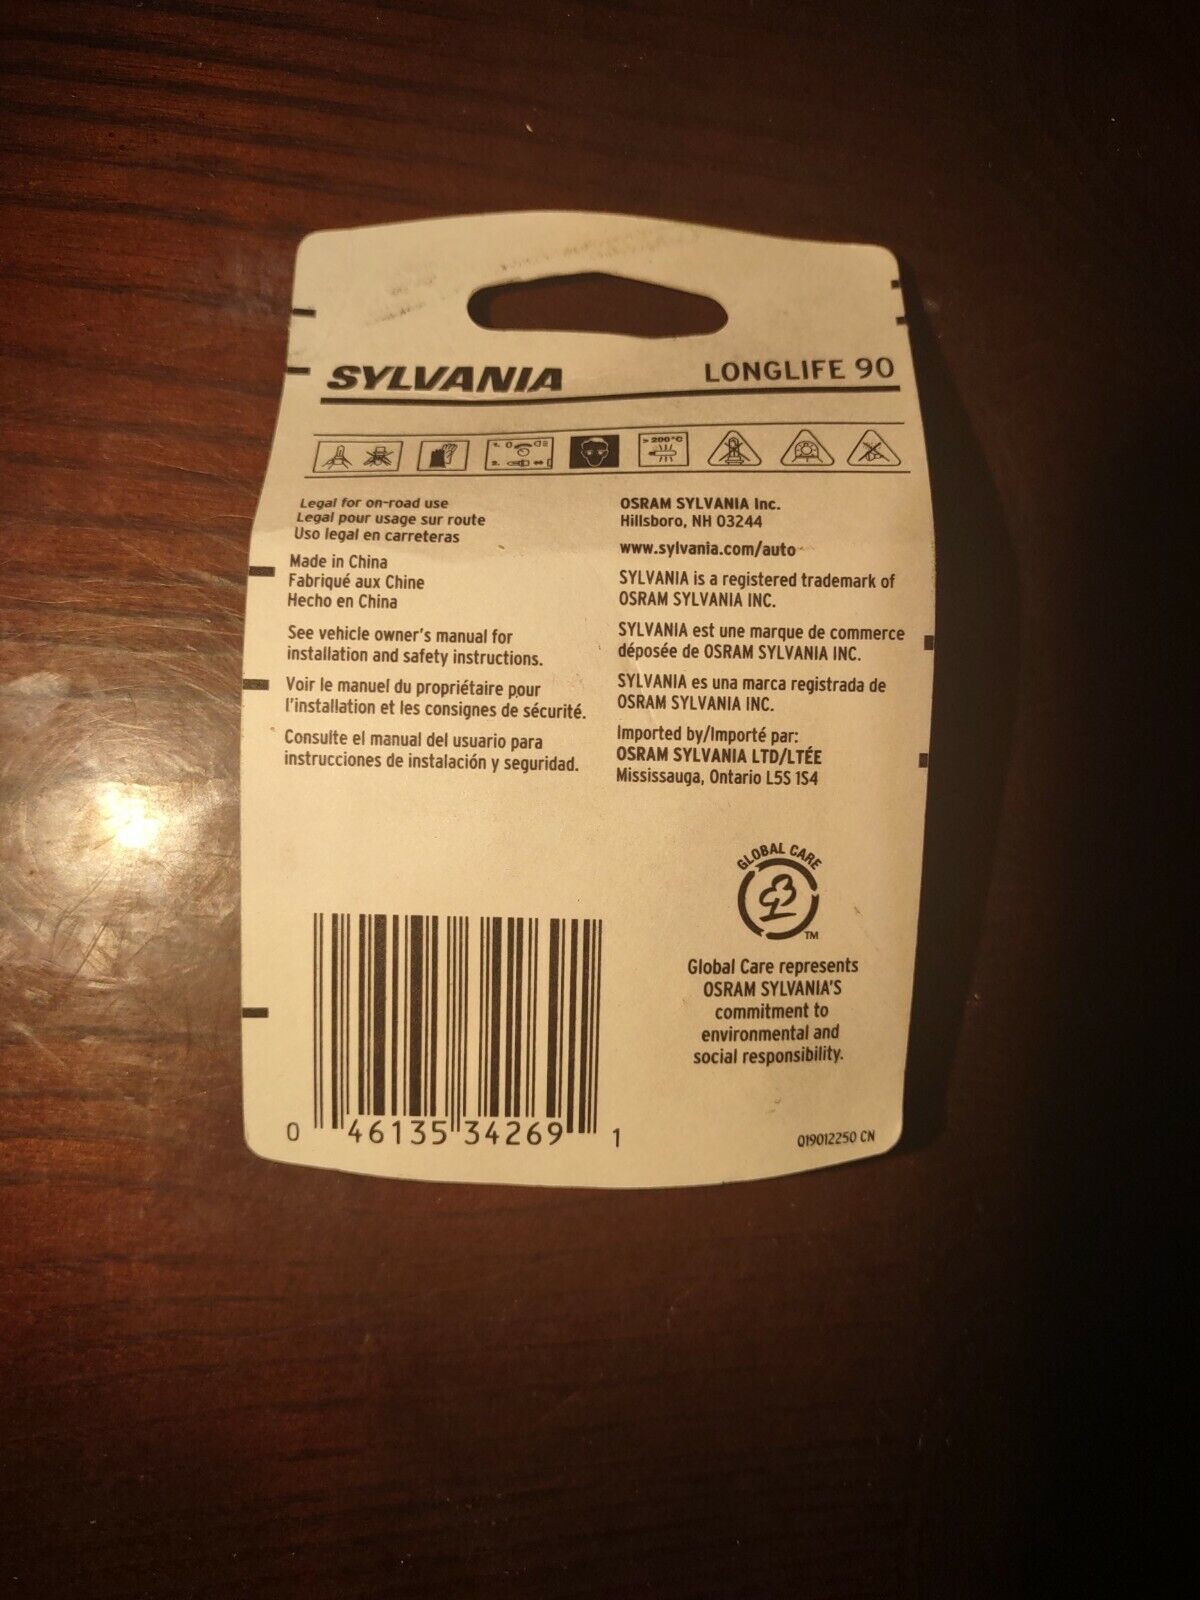 SYLVANIA
LONGLIFE 90
1. 0
2.
> 200°C
Legal for on-road use
Legal pour usage sur route
Uso legal en carreteras
Made in China
Fabriqué aux Chine
Hecho en China
See vehicle owner's manual for
installation and safety instructions.
Voir le manuel du propriétaire pour
l'installation et les consignes de sécurité.
Consulte el manual del usuario para
instrucciones de instalación y seguridad.
OSRAM SYLVANIA Inc.
Hillsboro, NH 03244
www.sylvania.com/auto
SYLVANIA is a registered trademark of
OSRAM SYLVANIA INC.
SYLVANIA est une marque de commerce
déposée de OSRAM SYLVANIA INC.
SYLVANIA es una marca registrada de
OSRAM SYLVANIA INC.
Imported by/Importé par:
OSRAM SYLVANIA LTD/LTÉE
Mississauga, Ontario L5S 1S4
GLOBAL CARE
TM
Global Care represents
OSRAM SYLVANIA'S
commitment to
environmental and
social responsibility.
0 46135 34269 1
019012250 CN